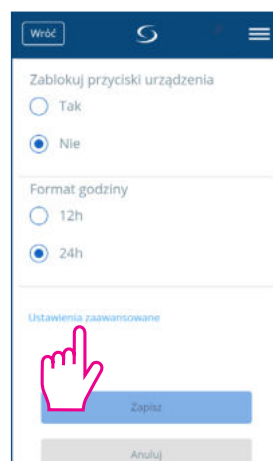 Wróć
Zablokuj przyciski urządzenia
Tak
Nie
Format godziny
12h
24h
Ustawienia zaawansowane
Zapisz
Anuluj